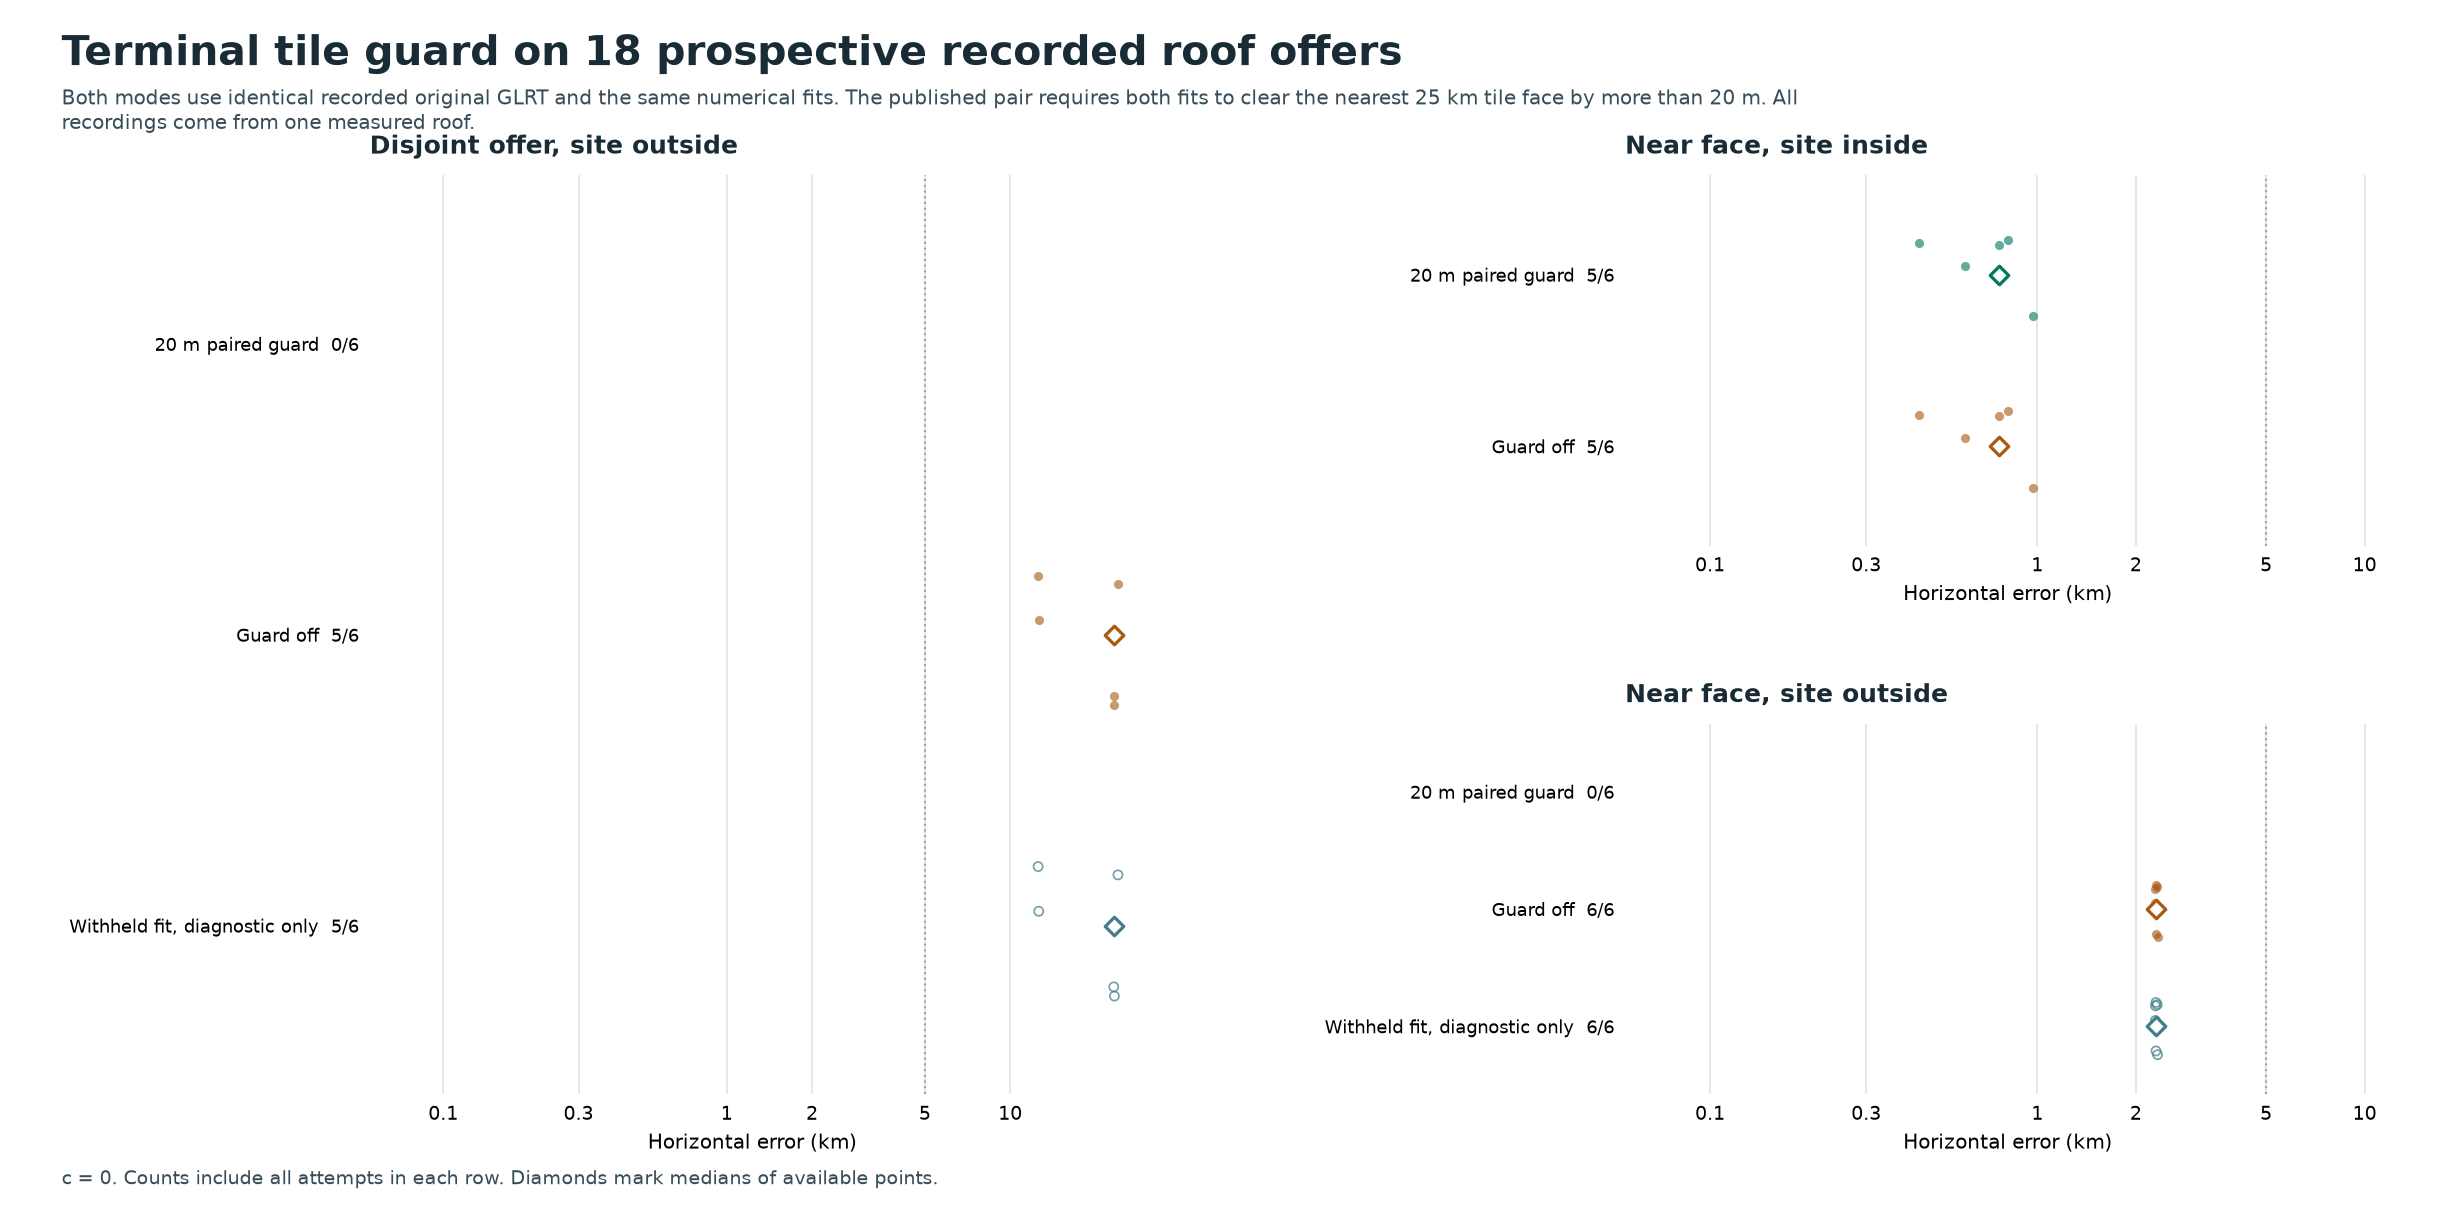 Terminal tile guard on 18 prospective recorded roof offers
Both modes use identical recorded original GLRT and the same numerical fits. The published pair requires both fits to clear the nearest 25 km tile face by more than 20 m. All
recordings come from one measured roof.
Disjoint offer, site outside
20 m paired guard 0/6
Guard off 5/6
Withheld fit, diagnostic only 5/6
0.1 0.3 1 2 5 10
Horizontal error (km)
Near face, site inside
20 m paired guard 5/6
Guard off 5/6
0.1 0.3 1 2 5 10
Horizontal error (km)
Near face, site outside
20 m paired guard 0/6
Guard off 6/6
Withheld fit, diagnostic only 6/6
0.1 0.3 1 2 5 10
Horizontal error (km)
c = 0. Counts include all attempts in each row. Diamonds mark medians of available points.